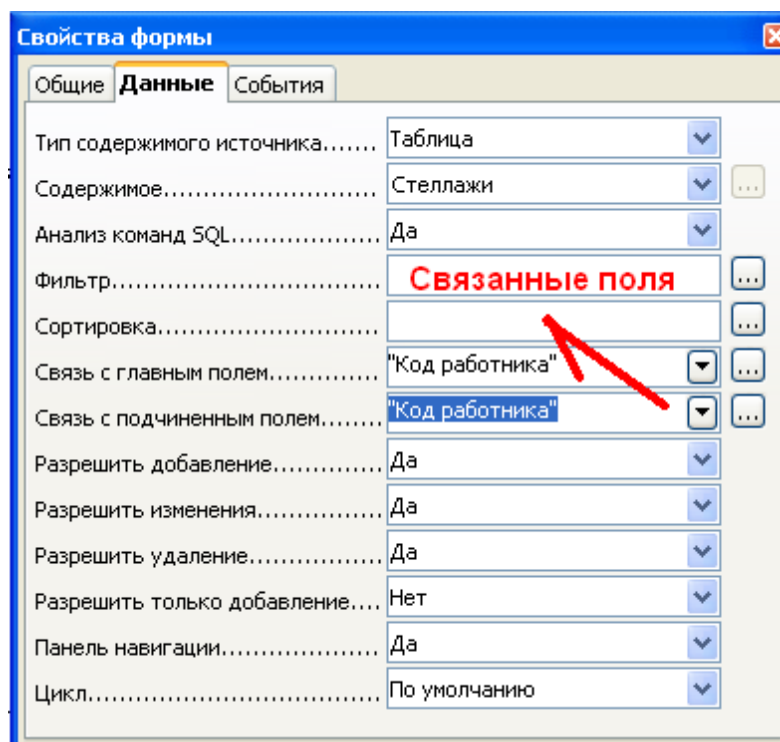 Свойства формы
Общие Данные События
Тип содержимого источника....... Таблица
Содержимое.......................... Стеллажи ...
Анализ команд SQL.................. Да
Фильтр................................ Связанные поля ...
Сортировка........................... ...
Связь с главным полем............ "Код работника" ...
Связь с подчиненным полем........ "Код работника" ...
Разрешить добавление............. Да
Разрешить изменения............... Да
Разрешить удаление................ Да
Разрешить только добавление.... Нет
Панель навигации.................... Да
Цикл.................................... По умолчанию